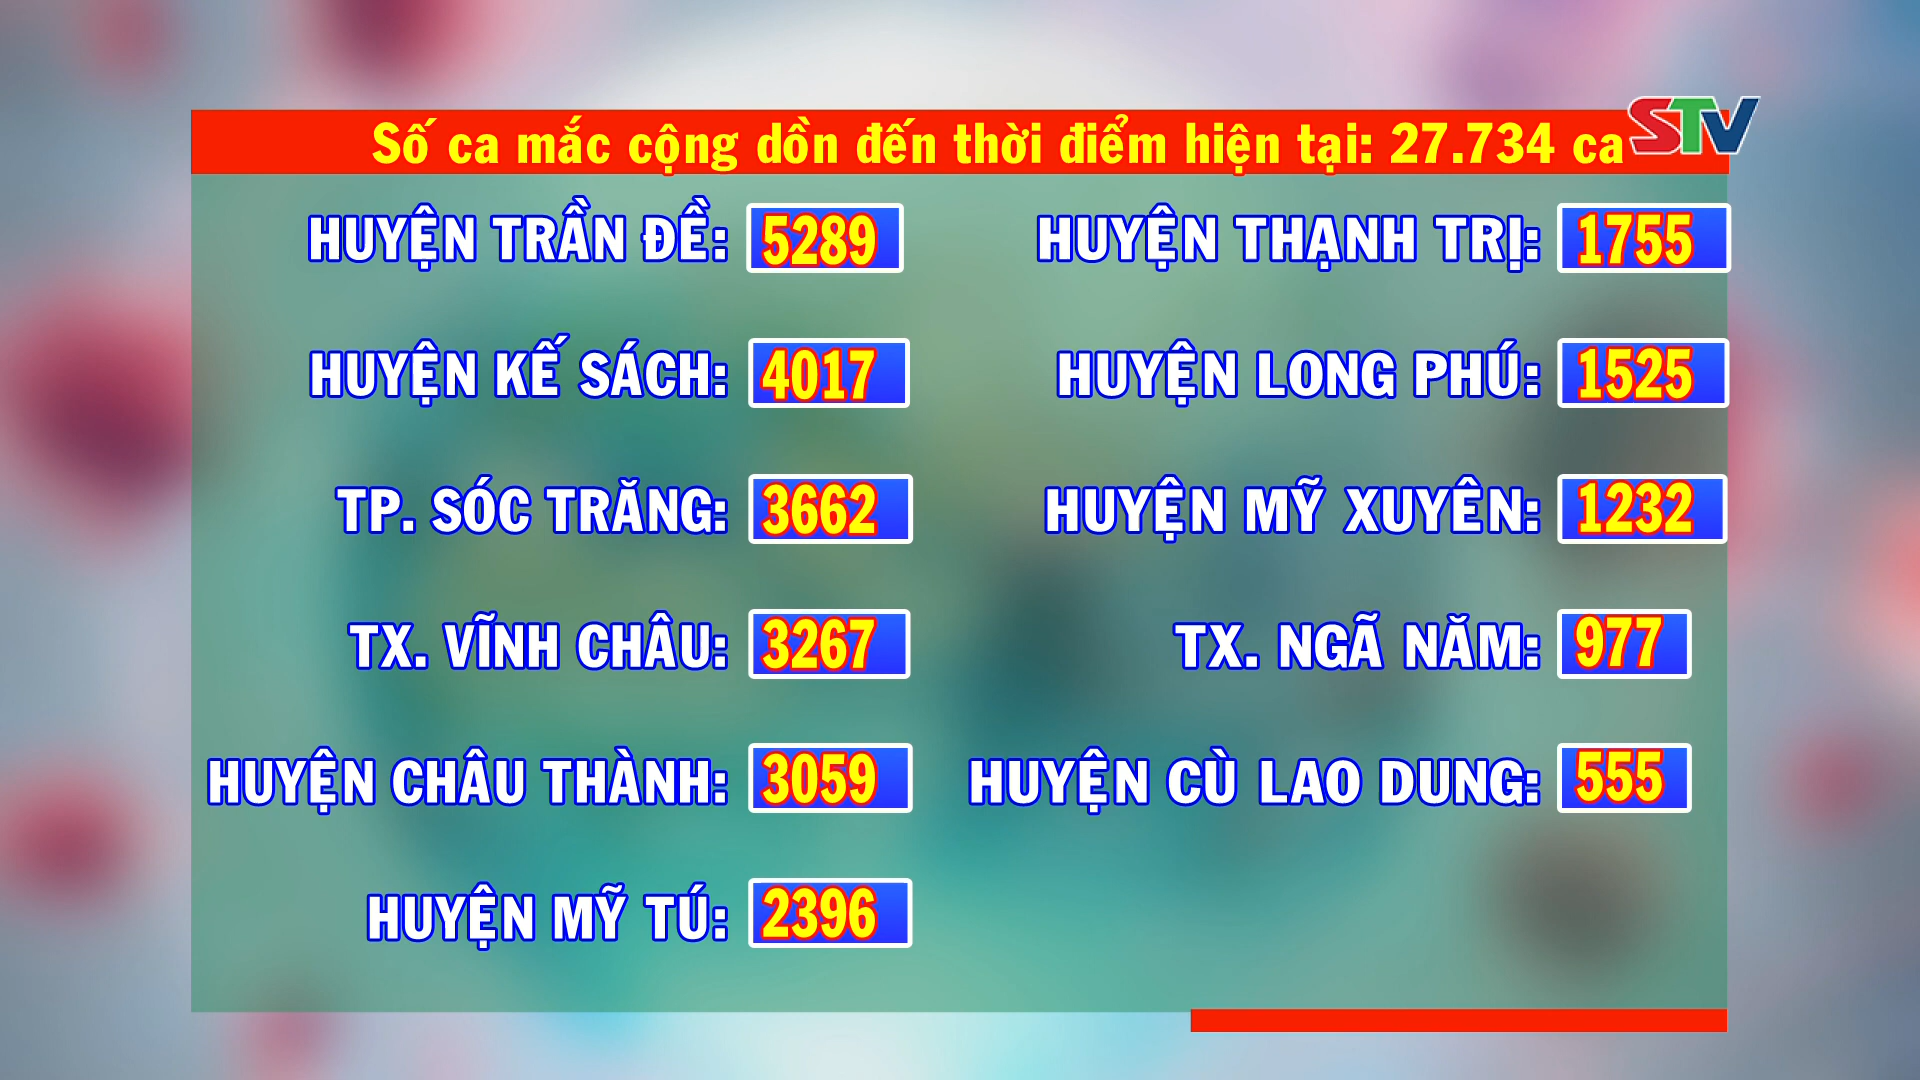 Số ca mắc cộng dồn đến thời điểm hiện tại: 27.734 ca
STV
HUYỆN TRẦN ĐỀ: 5289
HUYỆN KẾ SÁCH: 4017
TP. SÓC TRĂNG: 3662
TX. VĨNH CHÂU: 3267
HUYỆN CHÂU THÀNH: 3059
HUYỆN MỸ TÚ: 2396
HUYỆN THẠNH TRỊ: 1755
HUYỆN LONG PHÚ: 1525
HUYỆN MỸ XUYÊN: 1232
TX. NGÃ NĂM: 977
HUYỆN CÙ LAO DUNG: 555